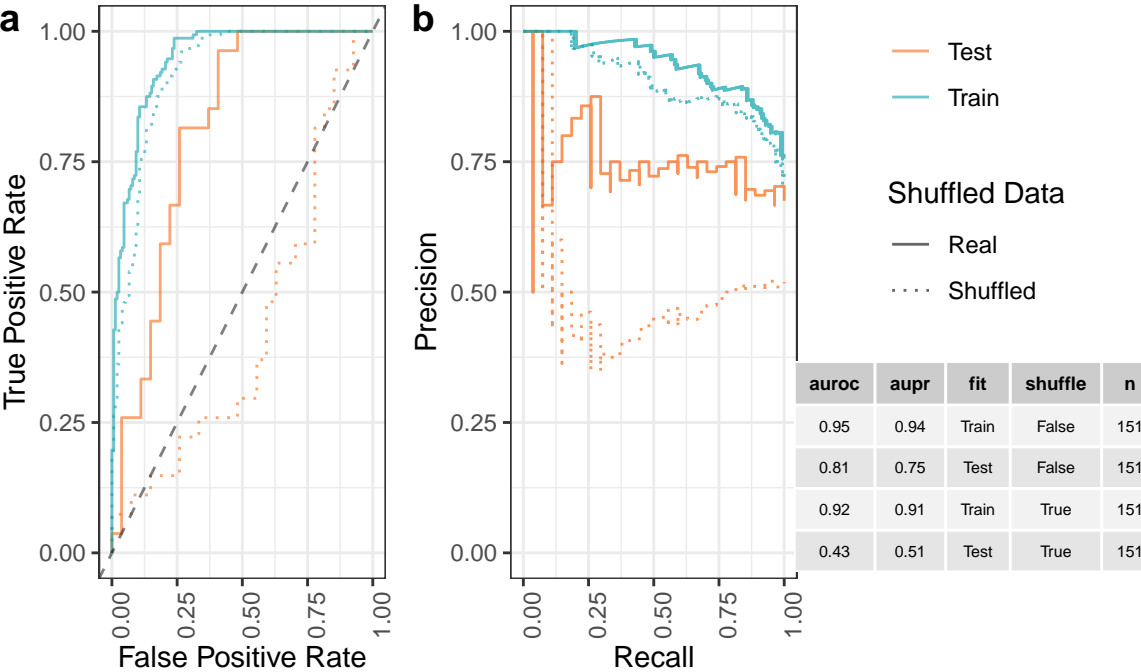 a
b
1.00
0.75
0.50
0.25
0.00
True Positive Rate
0.00
0.25
0.50
0.75
1.00
False Positive Rate
1.00
0.75
0.50
0.25
0.00
Precision
0.00
0.25
0.50
0.75
1.00
Recall
Test
Train
Shuffled Data
Real
Shuffled
auroc aupr fit shuffle n
0.95 0.94 Train False 151
0.81 0.75 Test False 151
0.92 0.91 Train True 151
0.43 0.51 Test True 151